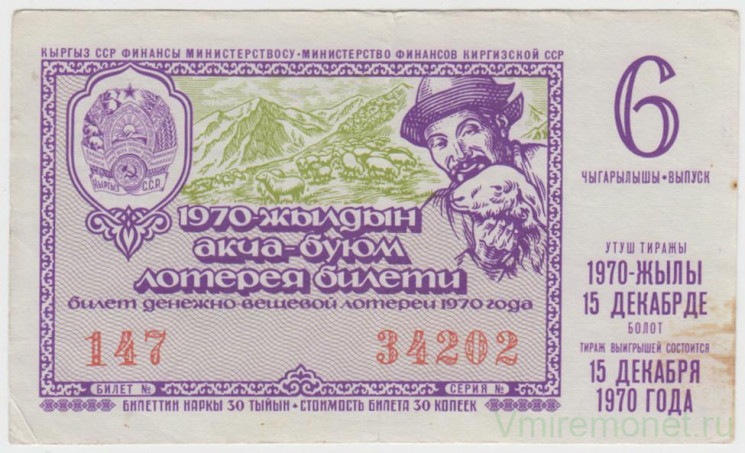 КЫРГЫЗ ССР ФИНАНСЫ МИНИСТЕРСТВОСУ • МИНИСТЕРСТВО ФИНАНСОВ КИРГИЗСКОЙ ССР
КЫРГЫЗ С.С.Р.
1970-ЖЫЛДЫН
АКЧА-БУЮМ
ЛОТЕРЕЯ БИЛЕТИ
БИЛЕТ ДЕНЕЖНО-ВЕЩЕВОЙ ЛОТЕРЕИ 1970 ГОДА
147 34202
БИЛЕТ № СЕРИЯ №
БИЛЕТТИН НАРКЫ 30 ТЫЙЫН • СТОИМОСТЬ БИЛЕТА 30 КОПЕЕК
6
ЧЫГАРЫЛЫШЫ • ВЫПУСК
УТУШ ТИРАЖЫ
1970-ЖЫЛЫ
15 ДЕКАБРДЕ
БОЛОТ
ТИРАЖ ВЫИГРЫШЕЙ СОСТОИТСЯ
15 ДЕКАБРЯ
1970 ГОДА
Vmiremonet.ru